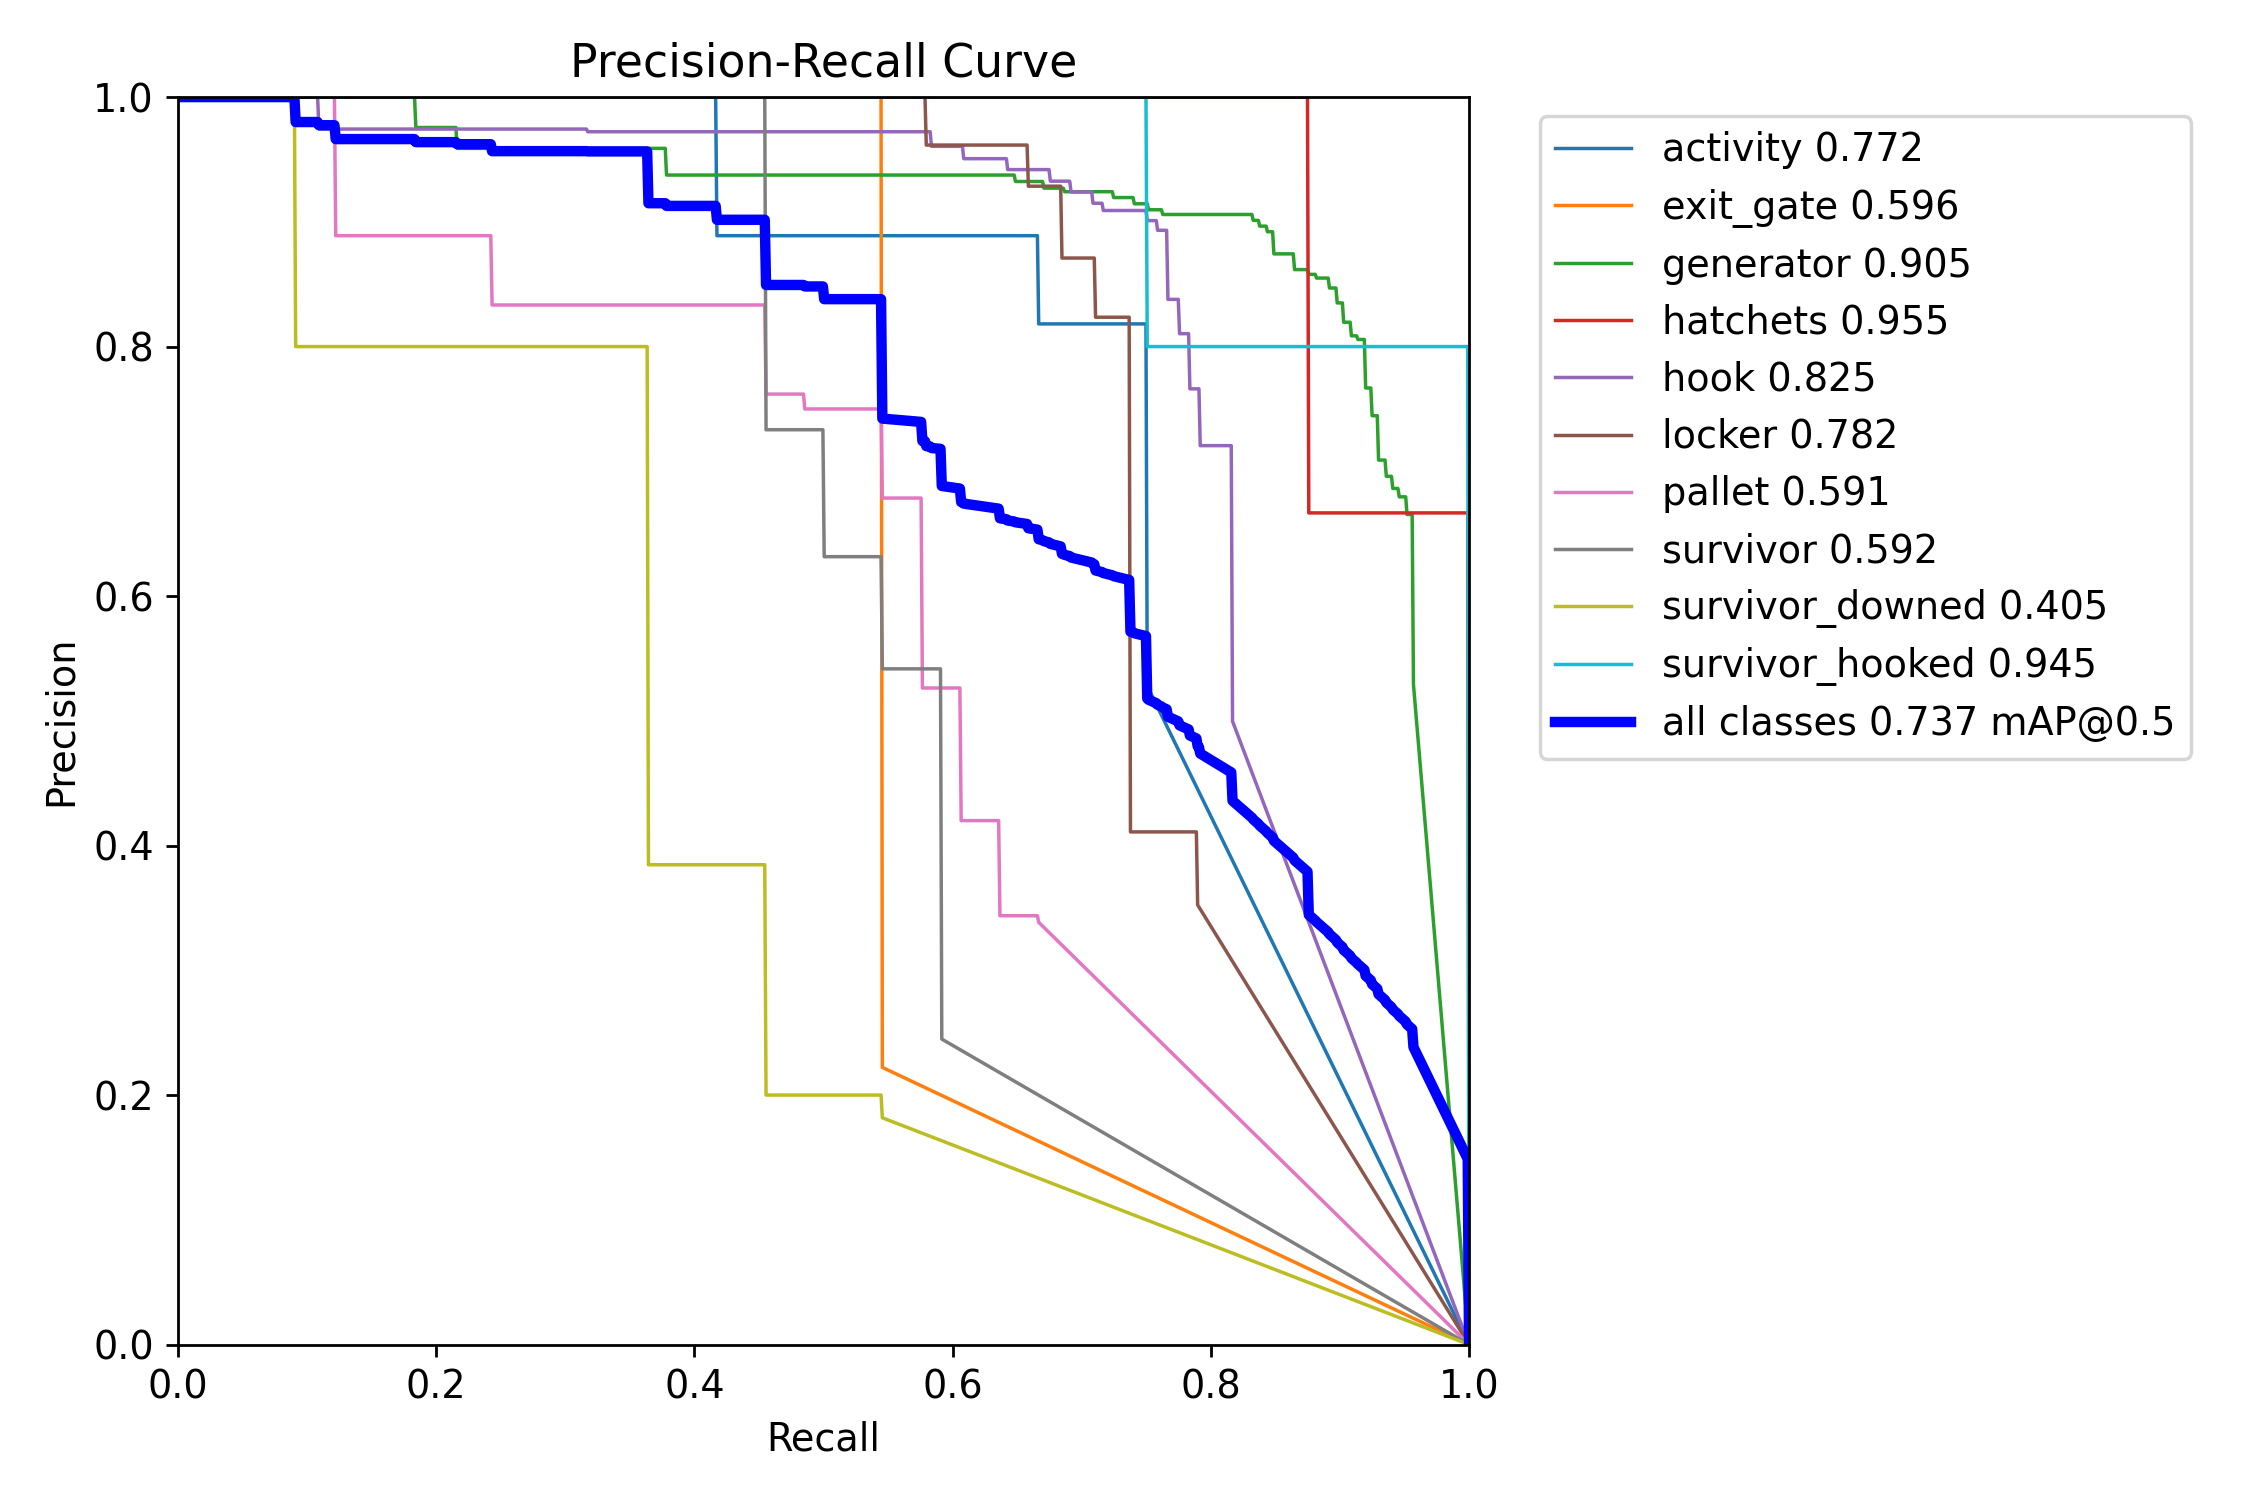 Precision-Recall Curve
1.0
0.8
0.6
0.4
0.2
0.0
Precision
0.0 0.2 0.4 0.6 0.8 1.0
Recall
activity 0.772
exit_gate 0.596
generator 0.905
hatchets 0.955
hook 0.825
locker 0.782
pallet 0.591
survivor 0.592
survivor_downed 0.405
survivor_hooked 0.945
all classes 0.737 mAP@0.5